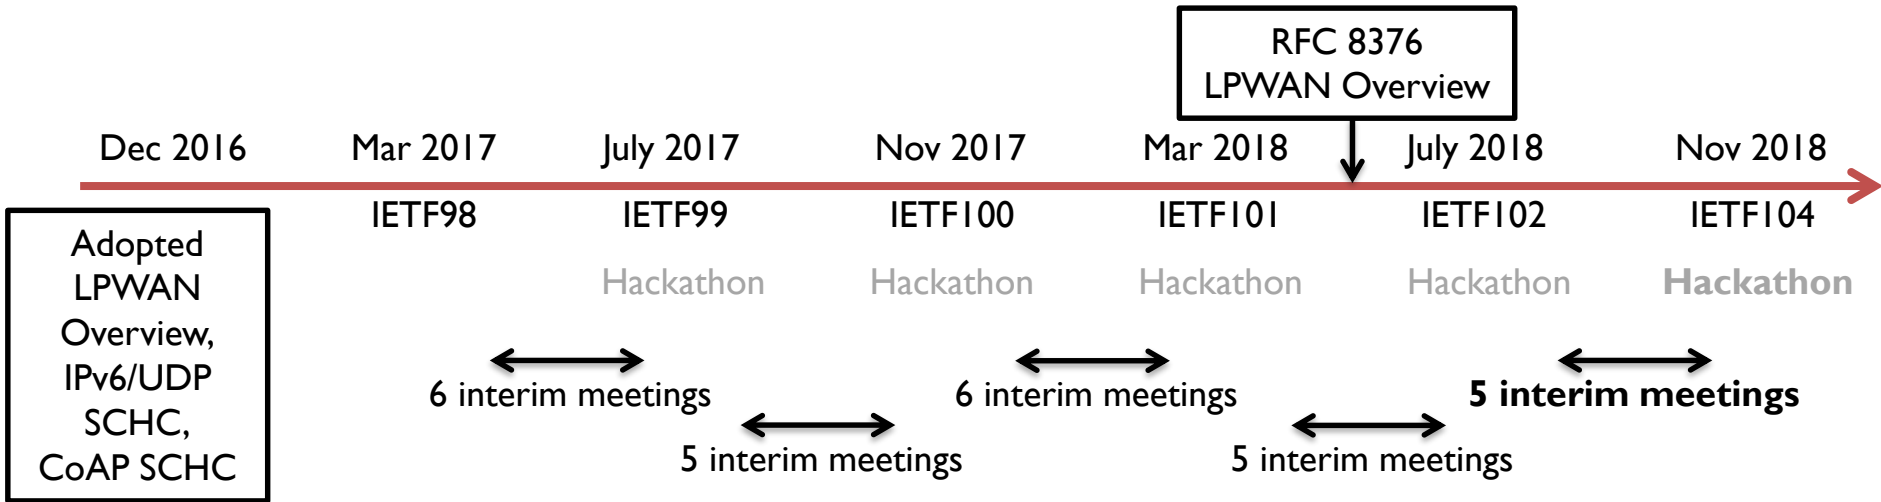 RFC 8376
LPWAN Overview
Dec 2016
Mar 2017
July 2017
Nov 2017
Mar 2018
July 2018
Nov 2018
IETF98
IETF99
IETF100
IETF101
IETF102
IETF104
Adopted
LPWAN
Overview,
IPv6/UDP
SCHC,
CoAP SCHC
Hackathon
Hackathon
Hackathon
Hackathon
Hackathon
6 interim meetings
6 interim meetings
5 interim meetings
5 interim meetings
5 interim meetings